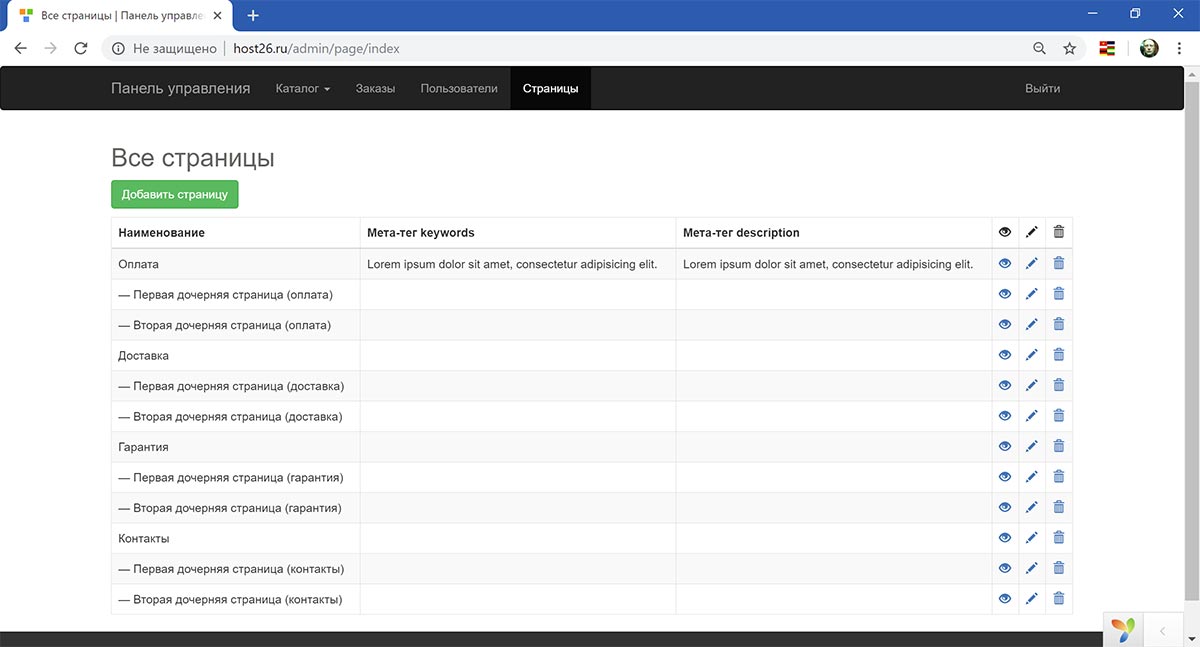 Все страницы | Панель управле
Не защищено | host26.ru/admin/page/index
Панель управления Каталог Заказы Пользователи Страницы Выйти
Все страницы
Добавить страницу
Наименование Мета-тег keywords Мета-тег description
Оплата Lorem ipsum dolor sit amet, consectetur adipisicing elit. Lorem ipsum dolor sit amet, consectetur adipisicing elit.
— Первая дочерняя страница (оплата)
— Вторая дочерняя страница (оплата)
Доставка
— Первая дочерняя страница (доставка)
— Вторая дочерняя страница (доставка)
Гарантия
— Первая дочерняя страница (гарантия)
— Вторая дочерняя страница (гарантия)
Контакты
— Первая дочерняя страница (контакты)
— Вторая дочерняя страница (контакты)